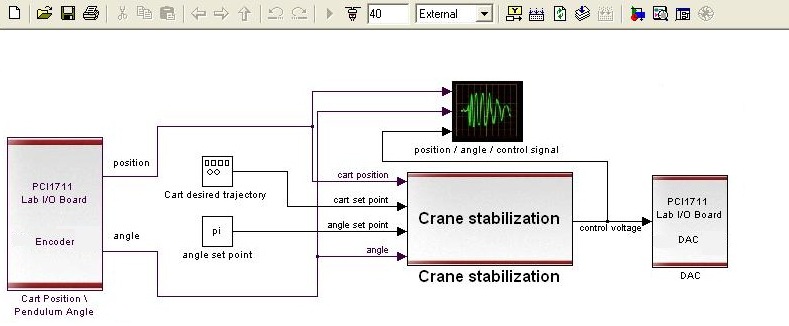 40 External
position / angle / control signal
position
PCI1711
Lab I/O Board
Encoder
angle
Cart Position \
Pendulum Angle
Cart desired trajectory
pi
angle set point
cart position
cart set point
angle set point
angle
Crane stabilization
Crane stabilization
control voltage
PCI1711
Lab I/O Board
DAC
DAC